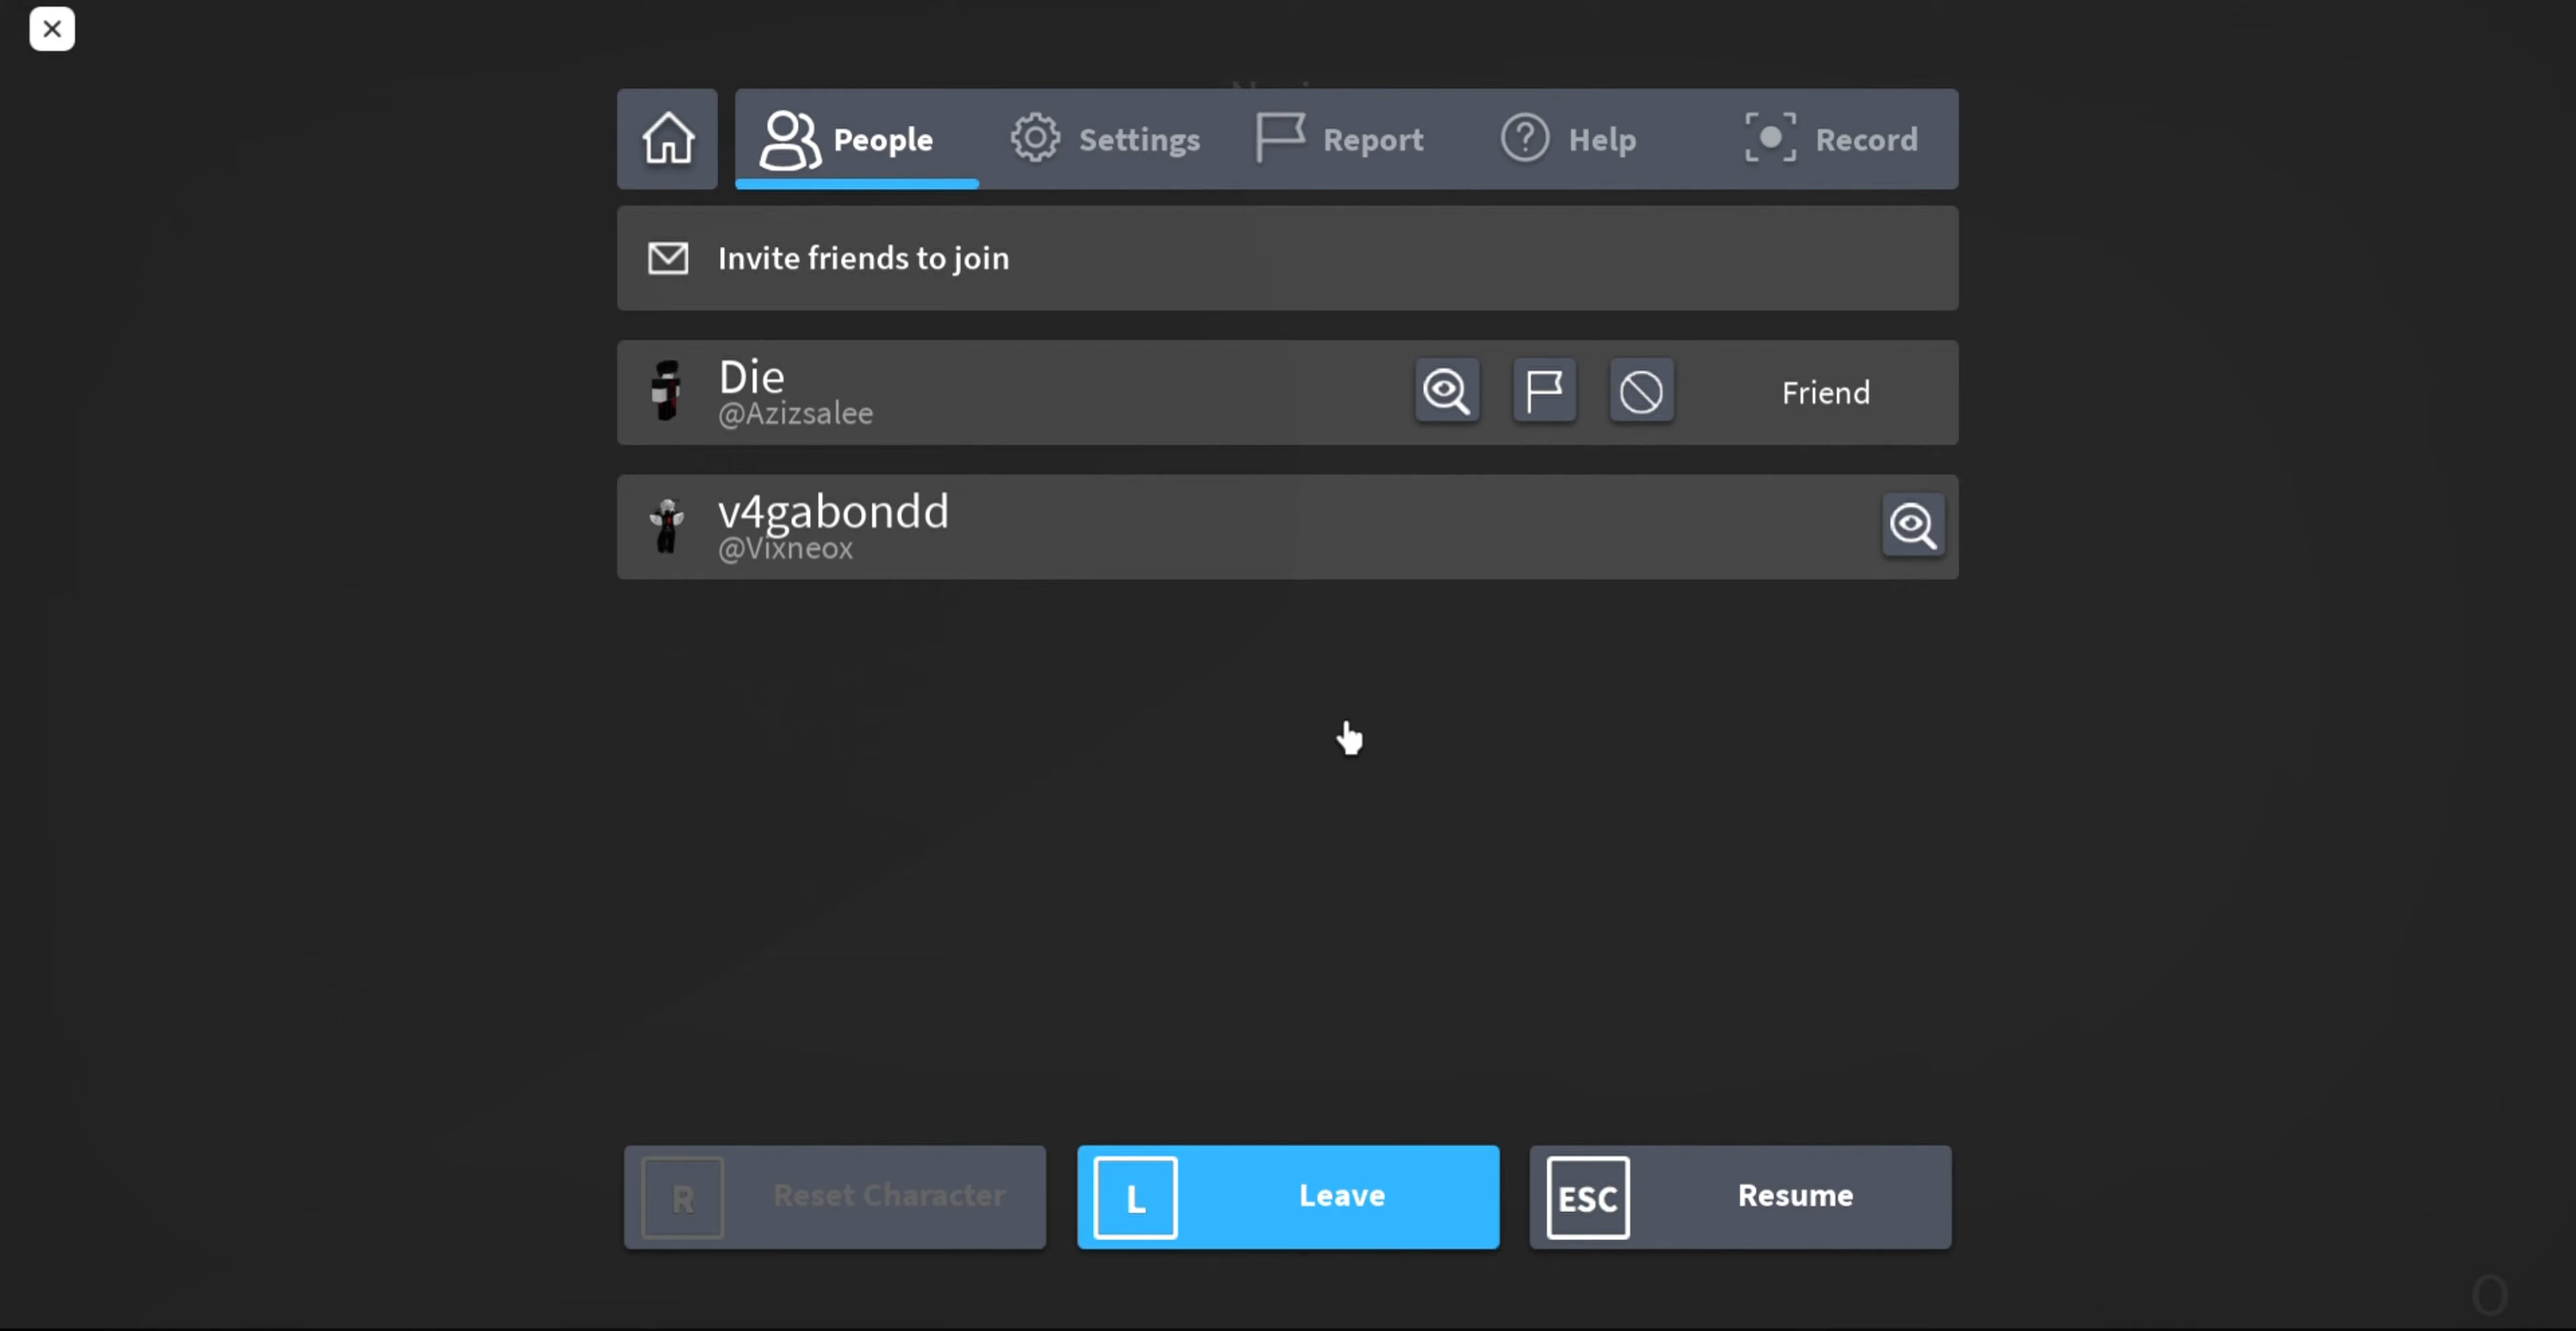 People
Settings
Report
Help
Record
Invite friends to join
Die
@Azizsalee
Friend
v4gabondd
@Vixneox
R
Reset Character
L
Leave
ESC
Resume